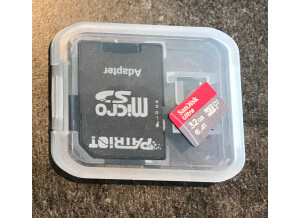 Adapter
micro
SD
PATRIOT
SanDisk
Ultra
32GB